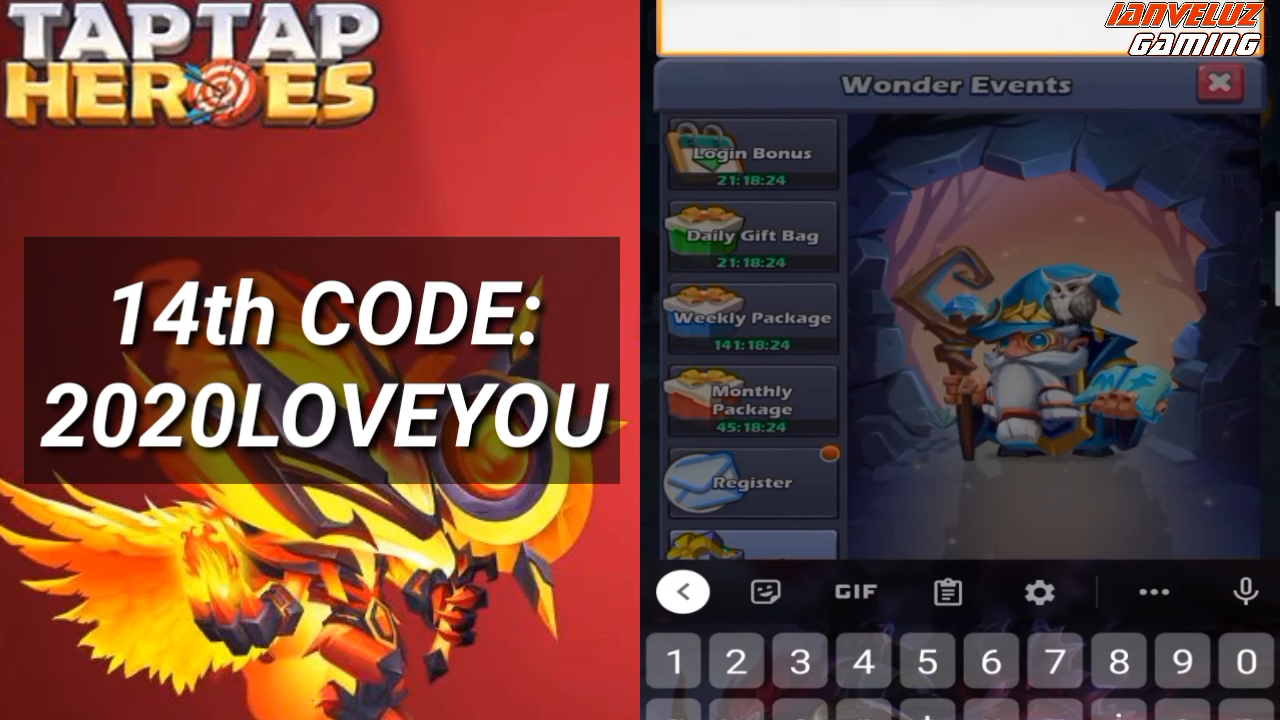 TAPTAP
HEROES
14th CODE:
2020LOVEYOU
IANVELUZ
GAMING
Wonder Events
Login Bonus
21:18:24
Daily Gift Bag
21:18:24
Weekly Package
141:18:24
Monthly
Package
45:18:24
Register
GIF
1 2 3 4 5 6 7 8 9 0